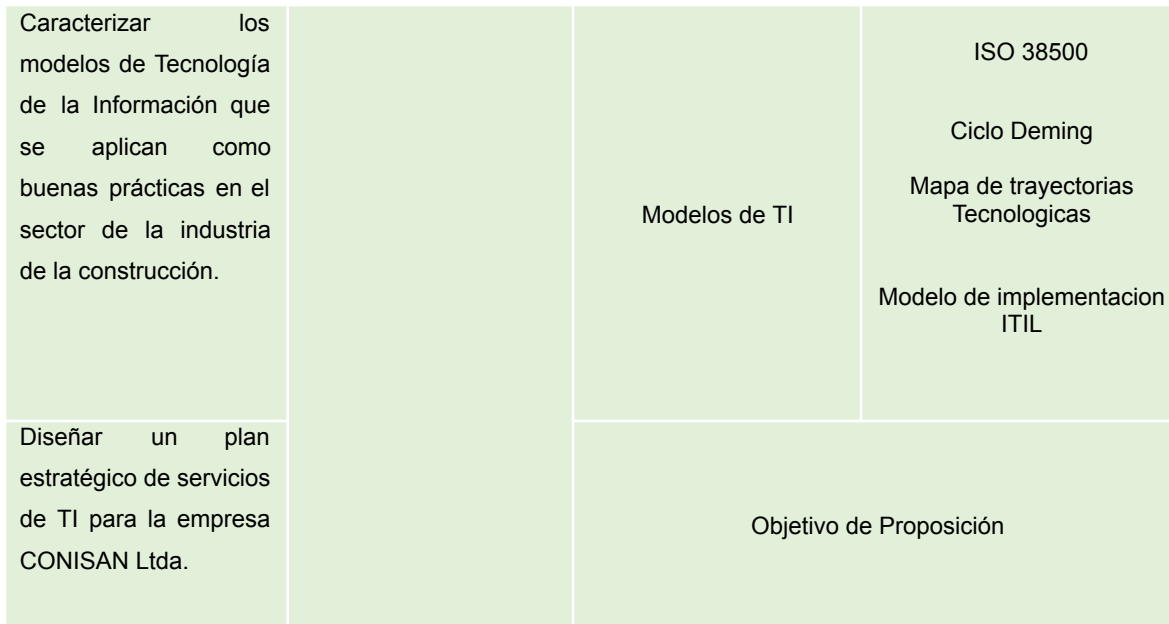 Caracterizar los
modelos de Tecnología
de la Información que
se aplican como
buenas prácticas en el
sector de la industria
de la construcción.
Modelos de TI
ISO 38500
Ciclo Deming
Mapa de trayectorias
Tecnologicas
Modelo de implementacion
ITIL
Diseñar un plan
estratégico de servicios
de TI para la empresa
CONISAN Ltda.
Objetivo de Proposición